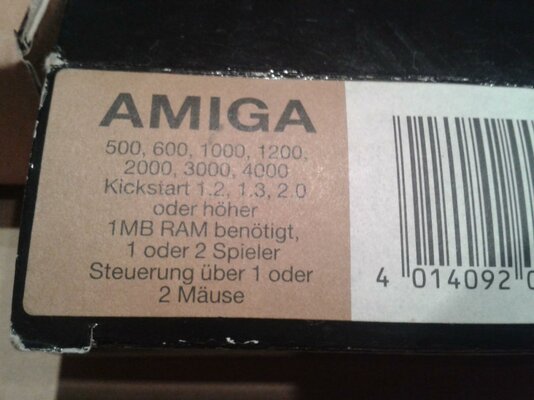 AMIGA
500, 600, 1000, 1200,
2000, 3000, 4000
Kickstart 1.2, 1.3, 2.0
oder höher
1MB RAM benötigt,
1 oder 2 Spieler
Steuerung über 1 oder
2 Mäuse
4 014092 0